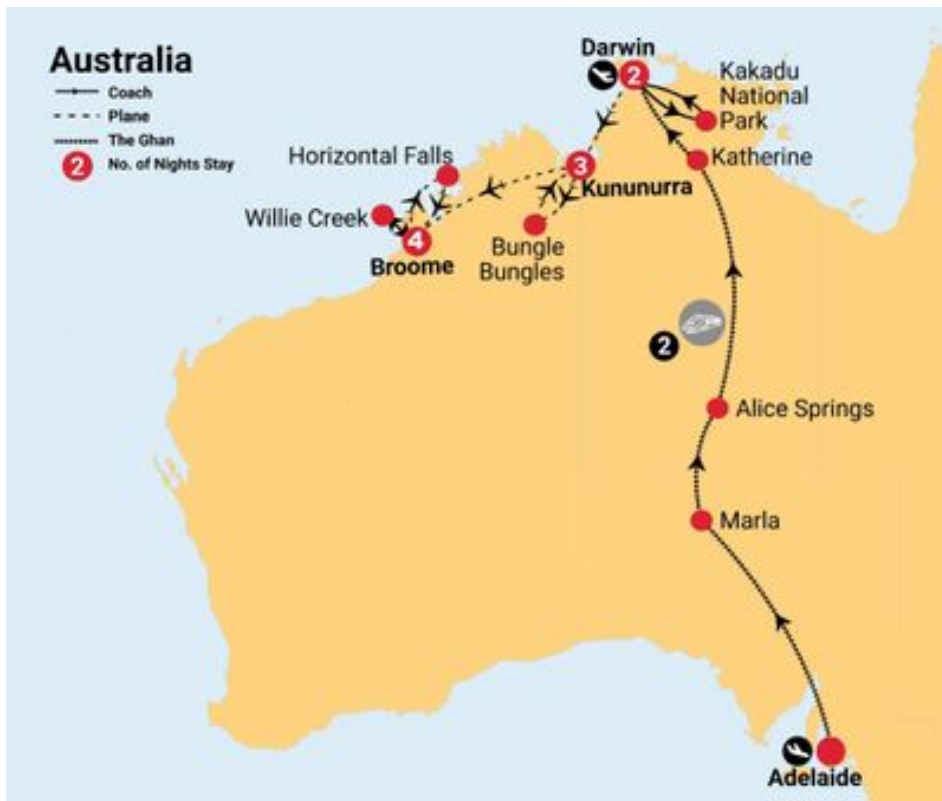 Australia
Coach
Plane
The Ghan
2 No. of Nights Stay
Darwin
2
Kakadu
National
Park
Katherine
Horizontal Falls
3
Kununurra
Willie Creek
4
Broome
Bungle
Bungles
2
Alice Springs
Marla
Adelaide